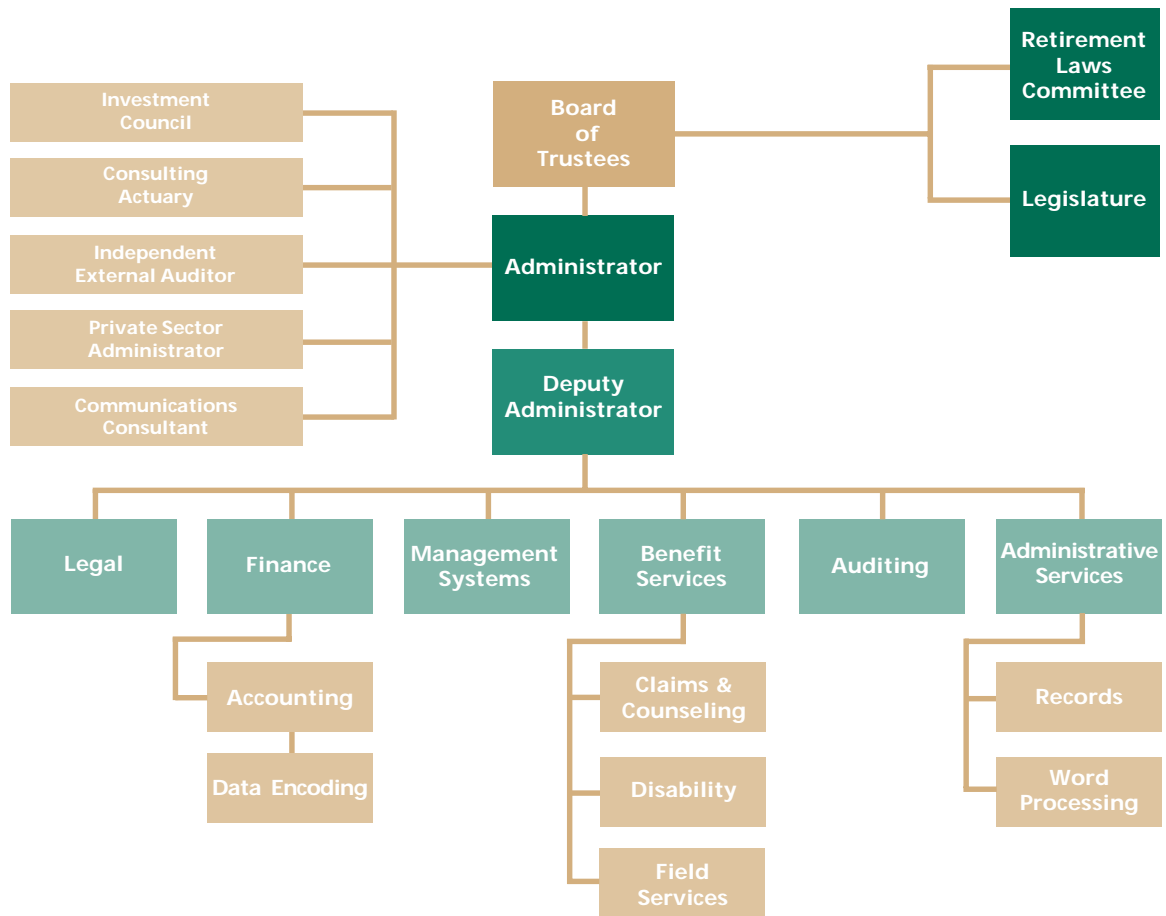 Retirement
Laws
Committee
Board
of
Trustees
Legislature
Investment
Council
Consulting
Actuary
Independent
External Auditor
Private Sector
Administrator
Communications
Consultant
Administrator
Deputy
Administrator
Legal
Finance
Management
Systems
Benefit
Services
Auditing
Administrative
Services
Accounting
Data Encoding
Claims &
Counseling
Disability
Field
Services
Records
Word
Processing